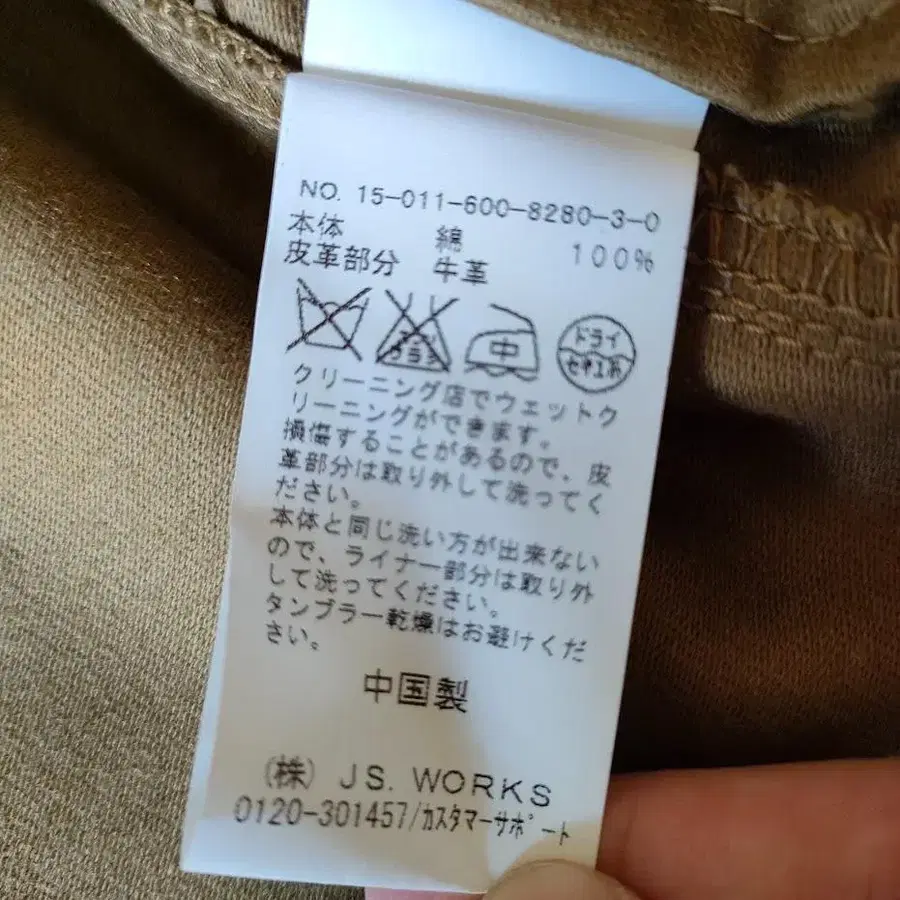 NO. 15-011-600-8280-3-0
本体 綿 100%
皮革部分 牛革
エンソ サラシ 中 ドライ セキユ系
クリーニング店でウェットク
リーニングができます。
損傷することがあるので、皮
革部分は取り外して洗ってく
ださい。
本体と同じ洗い方が出来ない
ので、ライナー部分は取り外
して洗ってください。
タンブラー乾燥はお避けくだ
さい。
中国製
(株) JS. WORKS
0120-301457/カスタマーサポート